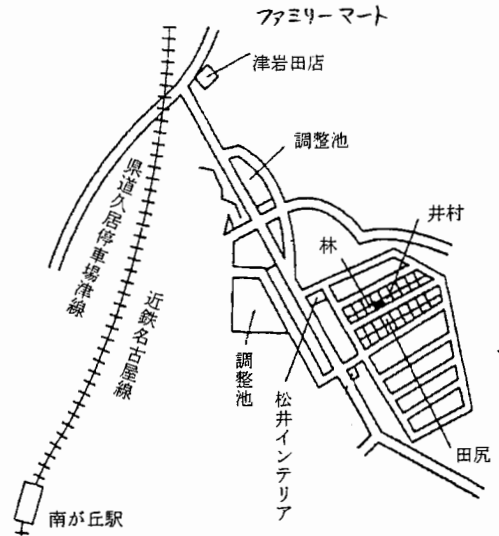 ファミリーマート
津岩田店
調整池
井村
林
県道久居停車場津線
近鉄名古屋線
調整池
松井インテリア
田尻
南が丘駅